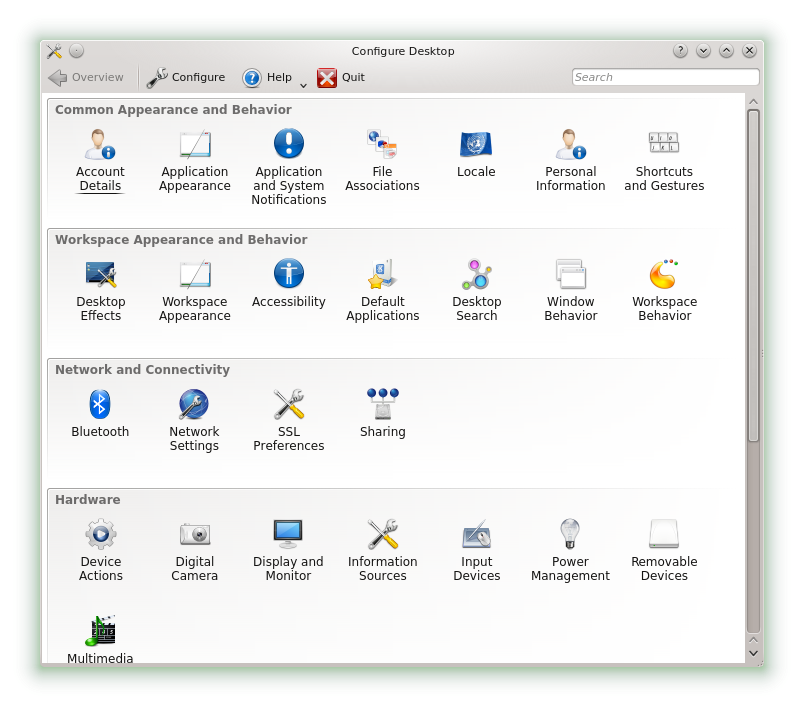 Configure Desktop
Overview Configure Help Quit Search
Common Appearance and Behavior
Account Application Application File Locale Personal Shortcuts
Details Appearance and System Associations Information and Gestures
Notifications
Workspace Appearance and Behavior
Desktop Workspace Accessibility Default Desktop Window Workspace
Effects Appearance Applications Search Behavior Behavior
Network and Connectivity
Bluetooth Network SSL Sharing
Settings Preferences
Hardware
Device Digital Display and Information Input Power Removable
Actions Camera Monitor Sources Devices Management Devices
Multimedia